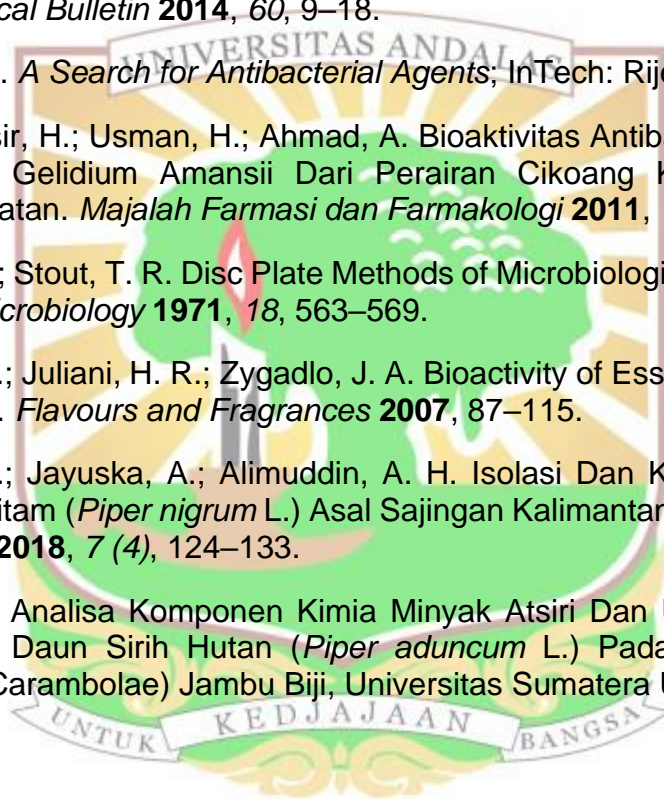 cal Bulletin 2014, 60, 9–18.
UNIVERSITAS ANDALAS
. A Search for Antibacterial Agents; InTech: Rije
sir, H.; Usman, H.; Ahmad, A. Bioaktivitas Antiba
Gelidium Amansii Dari Perairan Cikoang K
atan. Majalah Farmasi dan Farmakologi 2011,
; Stout, T. R. Disc Plate Methods of Microbiologi
icrobiology 1971, 18, 563–569.
.; Juliani, H. R.; Zygadlo, J. A. Bioactivity of Ess
. Flavours and Fragrances 2007, 87–115.
.; Jayuska, A.; Alimuddin, A. H. Isolasi Dan K
itam (Piper nigrum L.) Asal Sajingan Kalimantan
2018, 7 (4), 124–133.
Analisa Komponen Kimia Minyak Atsiri Dan U
Daun Sirih Hutan (Piper aduncum L.) Pada
Carambolae) Jambu Biji, Universitas Sumatera U
UNTUK KEDJAJAAN BANGSA